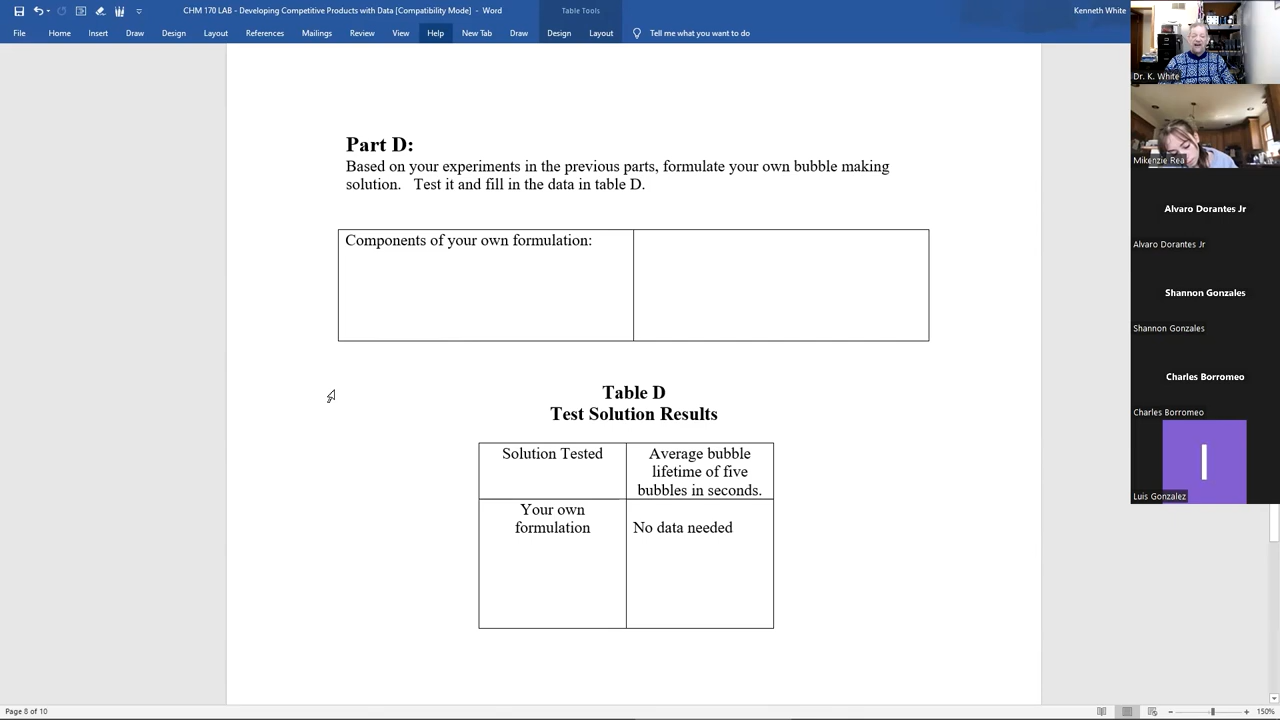 CHM 170 LAB - Developing Competitive Products with Data [Compatibility Mode] - Word
Table Tools
Kenneth White
File Home Insert Draw Design Layout References Mailings Review View Help New Tab Draw Design Layout Tell me what you want to do
Part D:
Based on your experiments in the previous parts, formulate your own bubble making
solution. Test it and fill in the data in table D.
Components of your own formulation:
Table D
Test Solution Results
Solution Tested
Average bubble
lifetime of five
bubbles in seconds.
Your own
formulation
No data needed
Page 8 of 10
150%
Dr. K. White
Mikenzie Rea
Alvaro Dorantes Jr
Alvaro Dorantes Jr
Shannon Gonzales
Shannon Gonzales
Charles Borromeo
Charles Borromeo
l
Luis Gonzalez